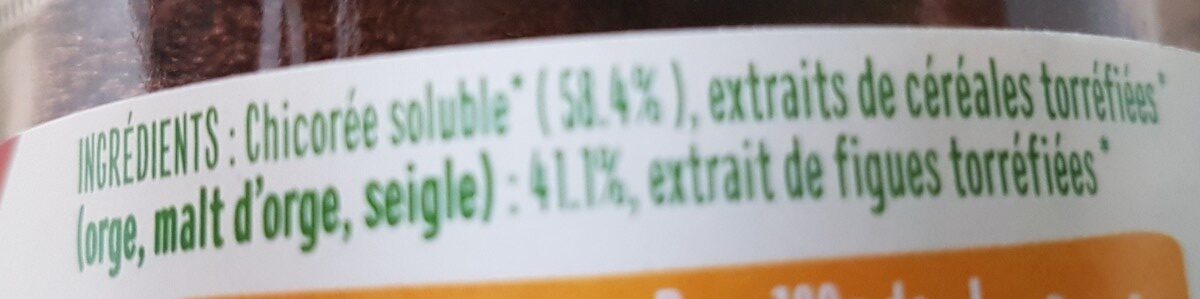 INGRÉDIENTS : Chicorée soluble* (58.4%), extraits de céréales torréfiées*
(orge, malt d'orge, seigle) : 41.1%, extrait de figues torréfiées*